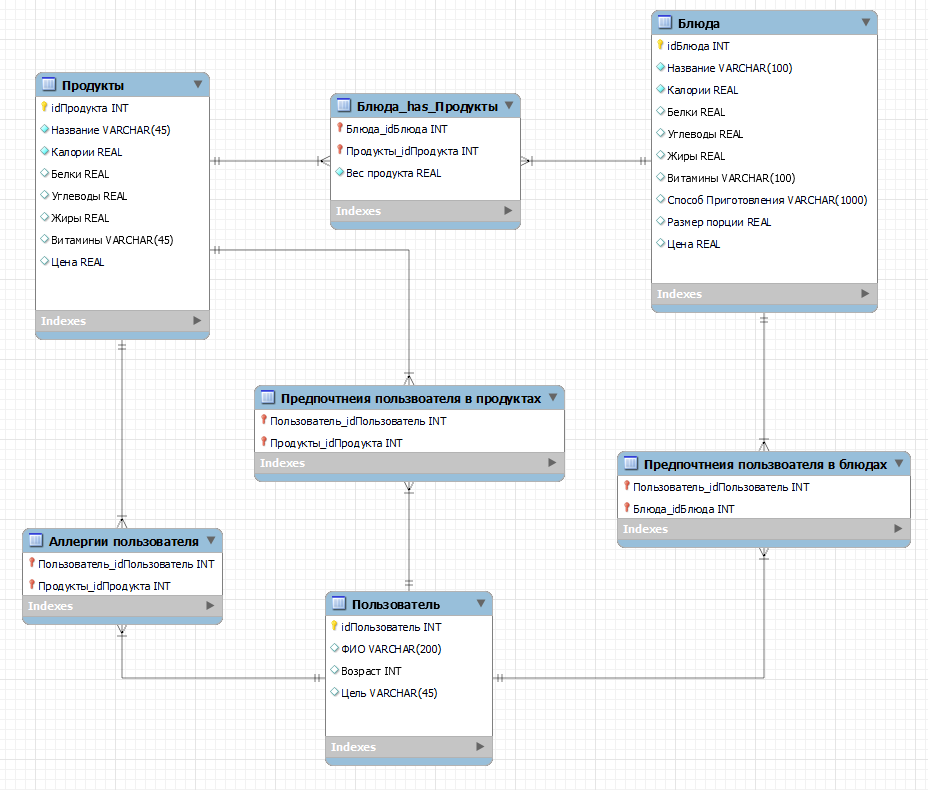 Продукты
idПродукта INT
Название VARCHAR(45)
Калории REAL
Белки REAL
Углеводы REAL
Жиры REAL
Витамины VARCHAR(45)
Цена REAL
Indexes
Блюда_has_Продукты
Блюда_idБлюда INT
Продукты_idПродукта INT
Вес продукта REAL
Indexes
Блюда
idБлюда INT
Название VARCHAR(100)
Калории REAL
Белки REAL
Углеводы REAL
Жиры REAL
Витамины VARCHAR(100)
Способ Приготовления VARCHAR(1000)
Размер порции REAL
Цена REAL
Indexes
Предпочтнеия пользвоателя в продуктах
Пользователь_idПользователь INT
Продукты_idПродукта INT
Indexes
Предпочтнеия пользвоателя в блюдах
Пользователь_idПользователь INT
Блюда_idБлюда INT
Indexes
Аллергии пользователя
Пользователь_idПользователь INT
Продукты_idПродукта INT
Indexes
Пользователь
idПользователь INT
ФИО VARCHAR(200)
Возраст INT
Цель VARCHAR(45)
Indexes